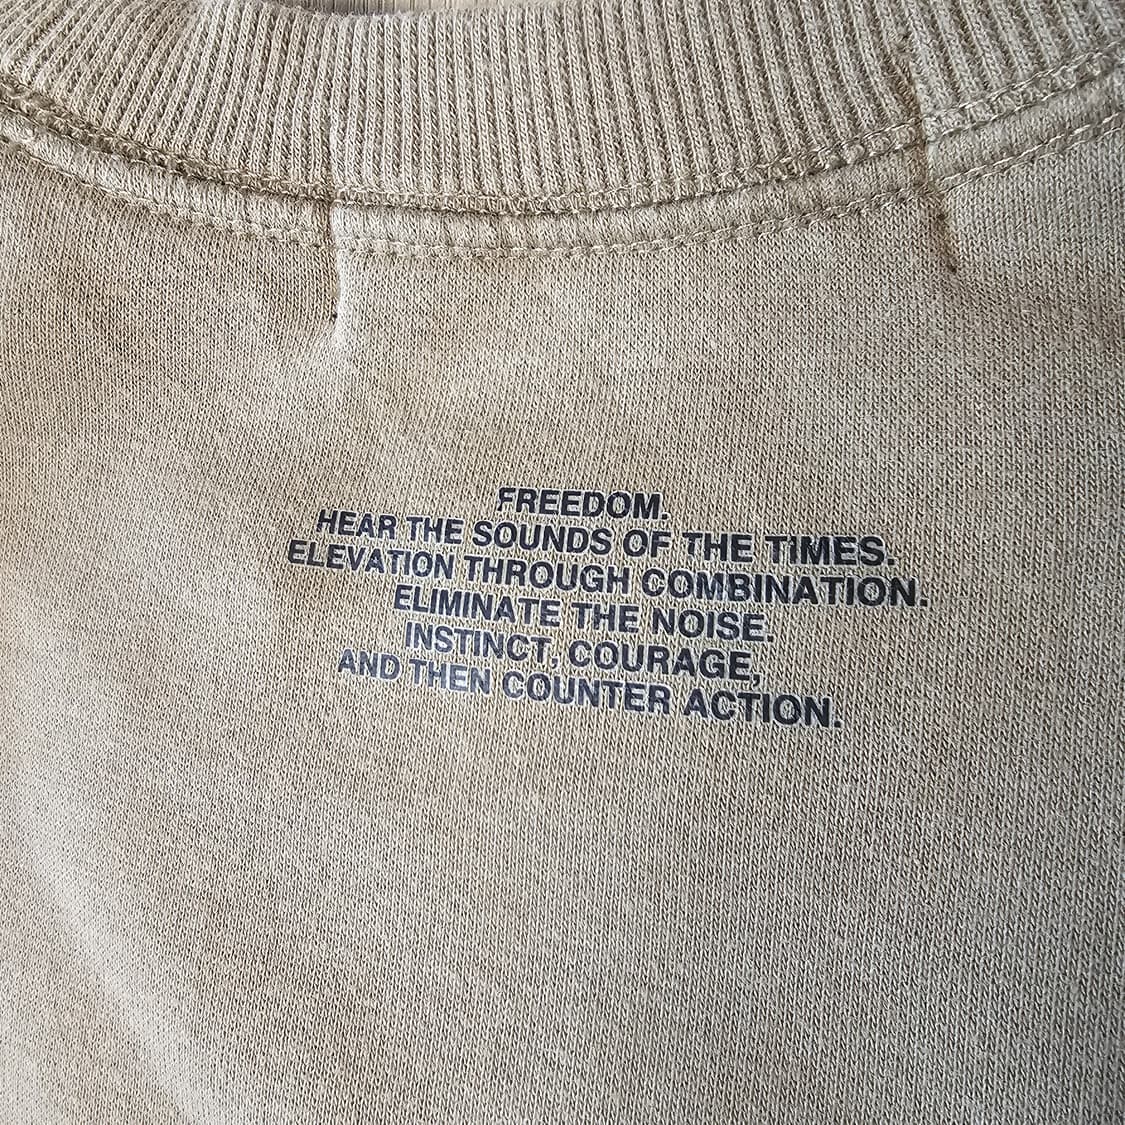 FREEDOM.
HEAR THE SOUNDS OF THE TIMES.
ELEVATION THROUGH COMBINATION.
ELIMINATE THE NOISE.
INSTINCT, COURAGE,
AND THEN COUNTER ACTION.